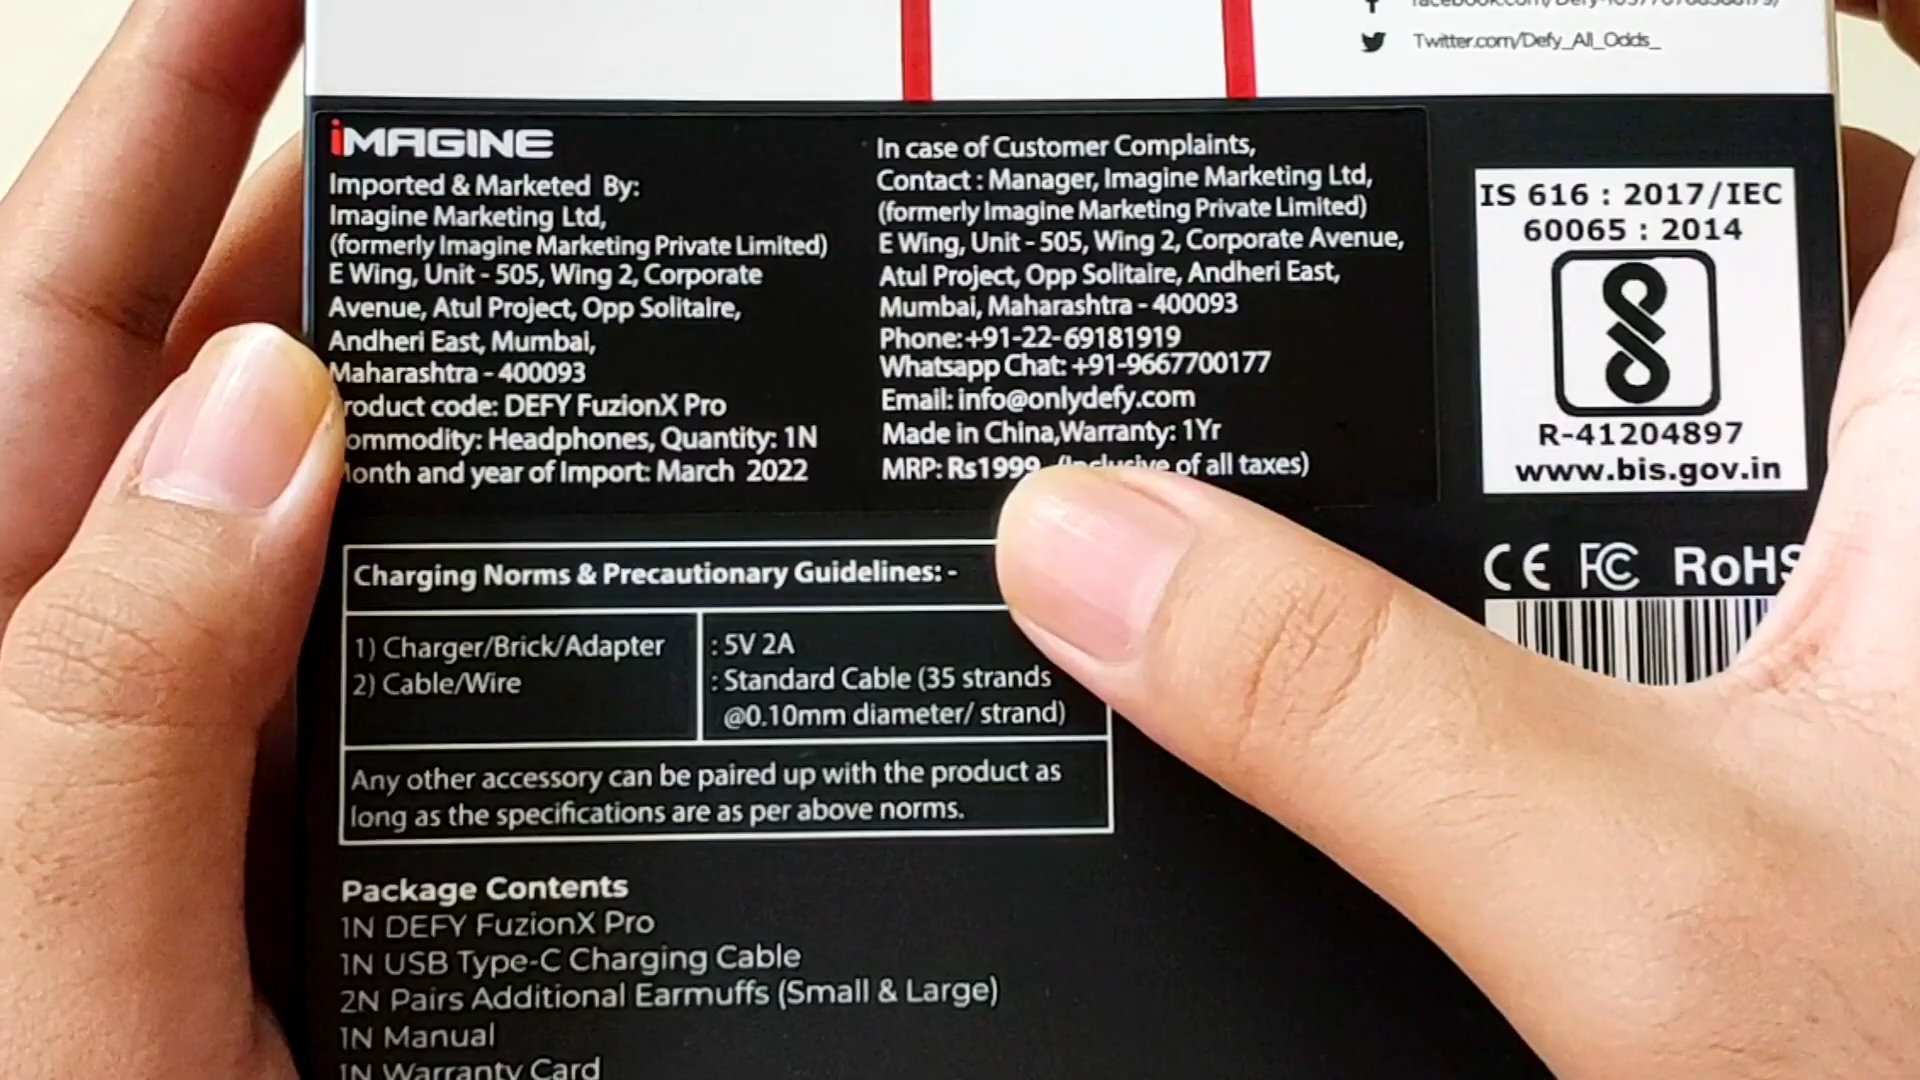 Twitter.com/Defy_All_Odds_
iMAGINE
Imported & Marketed By:
Imagine Marketing Ltd,
(formerly Imagine Marketing Private Limited)
E Wing, Unit - 505, Wing 2, Corporate
Avenue, Atul Project, Opp Solitaire,
Andheri East, Mumbai,
Maharashtra - 400093
roduct code: DEFY FuzionX Pro
ommodity: Headphones, Quantity: 1N
onth and year of Import: March 2022
In case of Customer Complaints,
Contact : Manager, Imagine Marketing Ltd,
(formerly Imagine Marketing Private Limited)
E Wing, Unit - 505, Wing 2, Corporate Avenue,
Atul Project, Opp Solitaire, Andheri East,
Mumbai, Maharashtra - 400093
Phone:+91-22-69181919
Whatsapp Chat: +91-9667700177
Email: info@onlydefy.com
Made in China,Warranty: 1Yr
MRP: Rs1999 (Inclusive of all taxes)
IS 616 : 2017/IEC
60065 : 2014
R-41204897
www.bis.gov.in
CE FC RoHS
Charging Norms & Precautionary Guidelines: -
1) Charger/Brick/Adapter : 5V 2A
2) Cable/Wire : Standard Cable (35 strands
@0.10mm diameter/ strand)
Any other accessory can be paired up with the product as
long as the specifications are as per above norms.
Package Contents
1N DEFY FuzionX Pro
1N USB Type-C Charging Cable
2N Pairs Additional Earmuffs (Small & Large)
1N Manual
1N Warranty Card